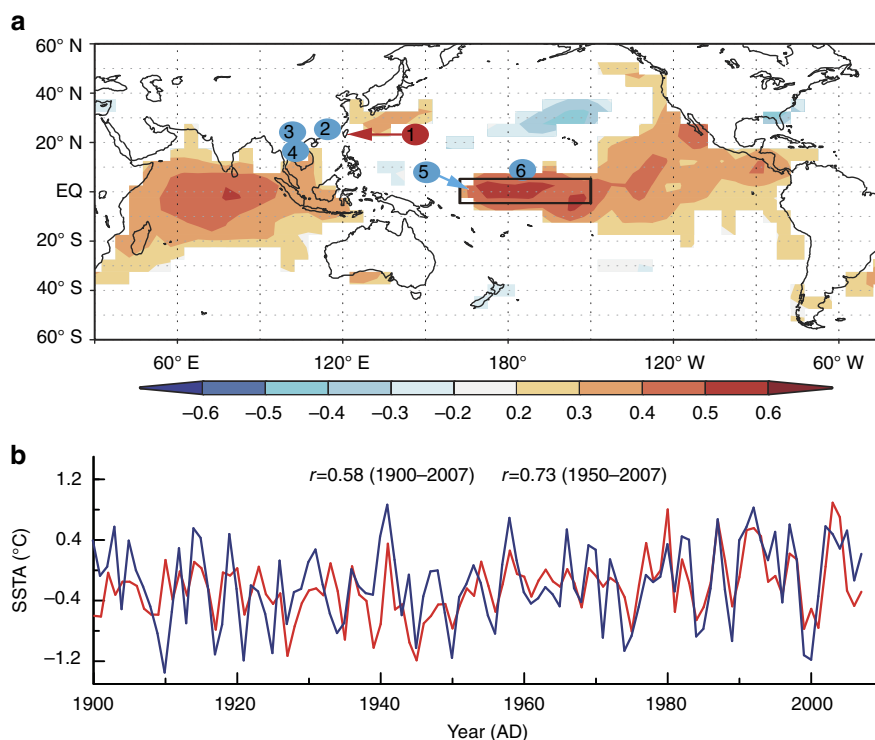 a
60° N
40° N
20° N
EQ
20° S
40° S
60° S
1
2
3
4
5
6
60° E 120° E 180° 120° W 60° W
−0.6 −0.5 −0.4 −0.3 −0.2 0.2 0.3 0.4 0.5 0.6
b
r=0.58 (1900–2007) r=0.73 (1950–2007)
SSTA (°C)
1.2
0.4
−0.4
−1.2
1900 1920 1940 1960 1980 2000
Year (AD)